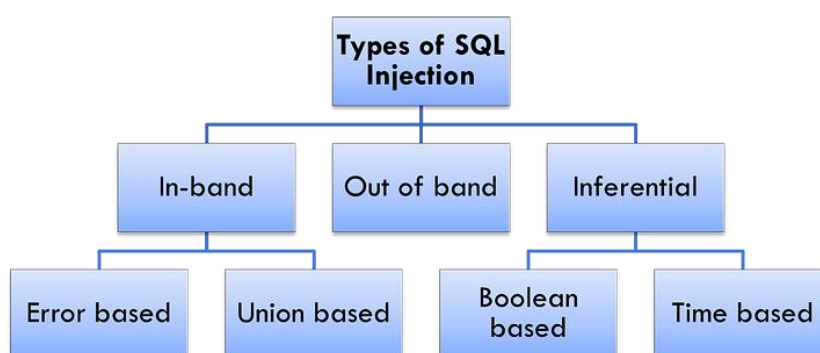 Types of SQL
Injection
In-band
Out of band
Inferential
Error based
Union based
Boolean
based
Time based